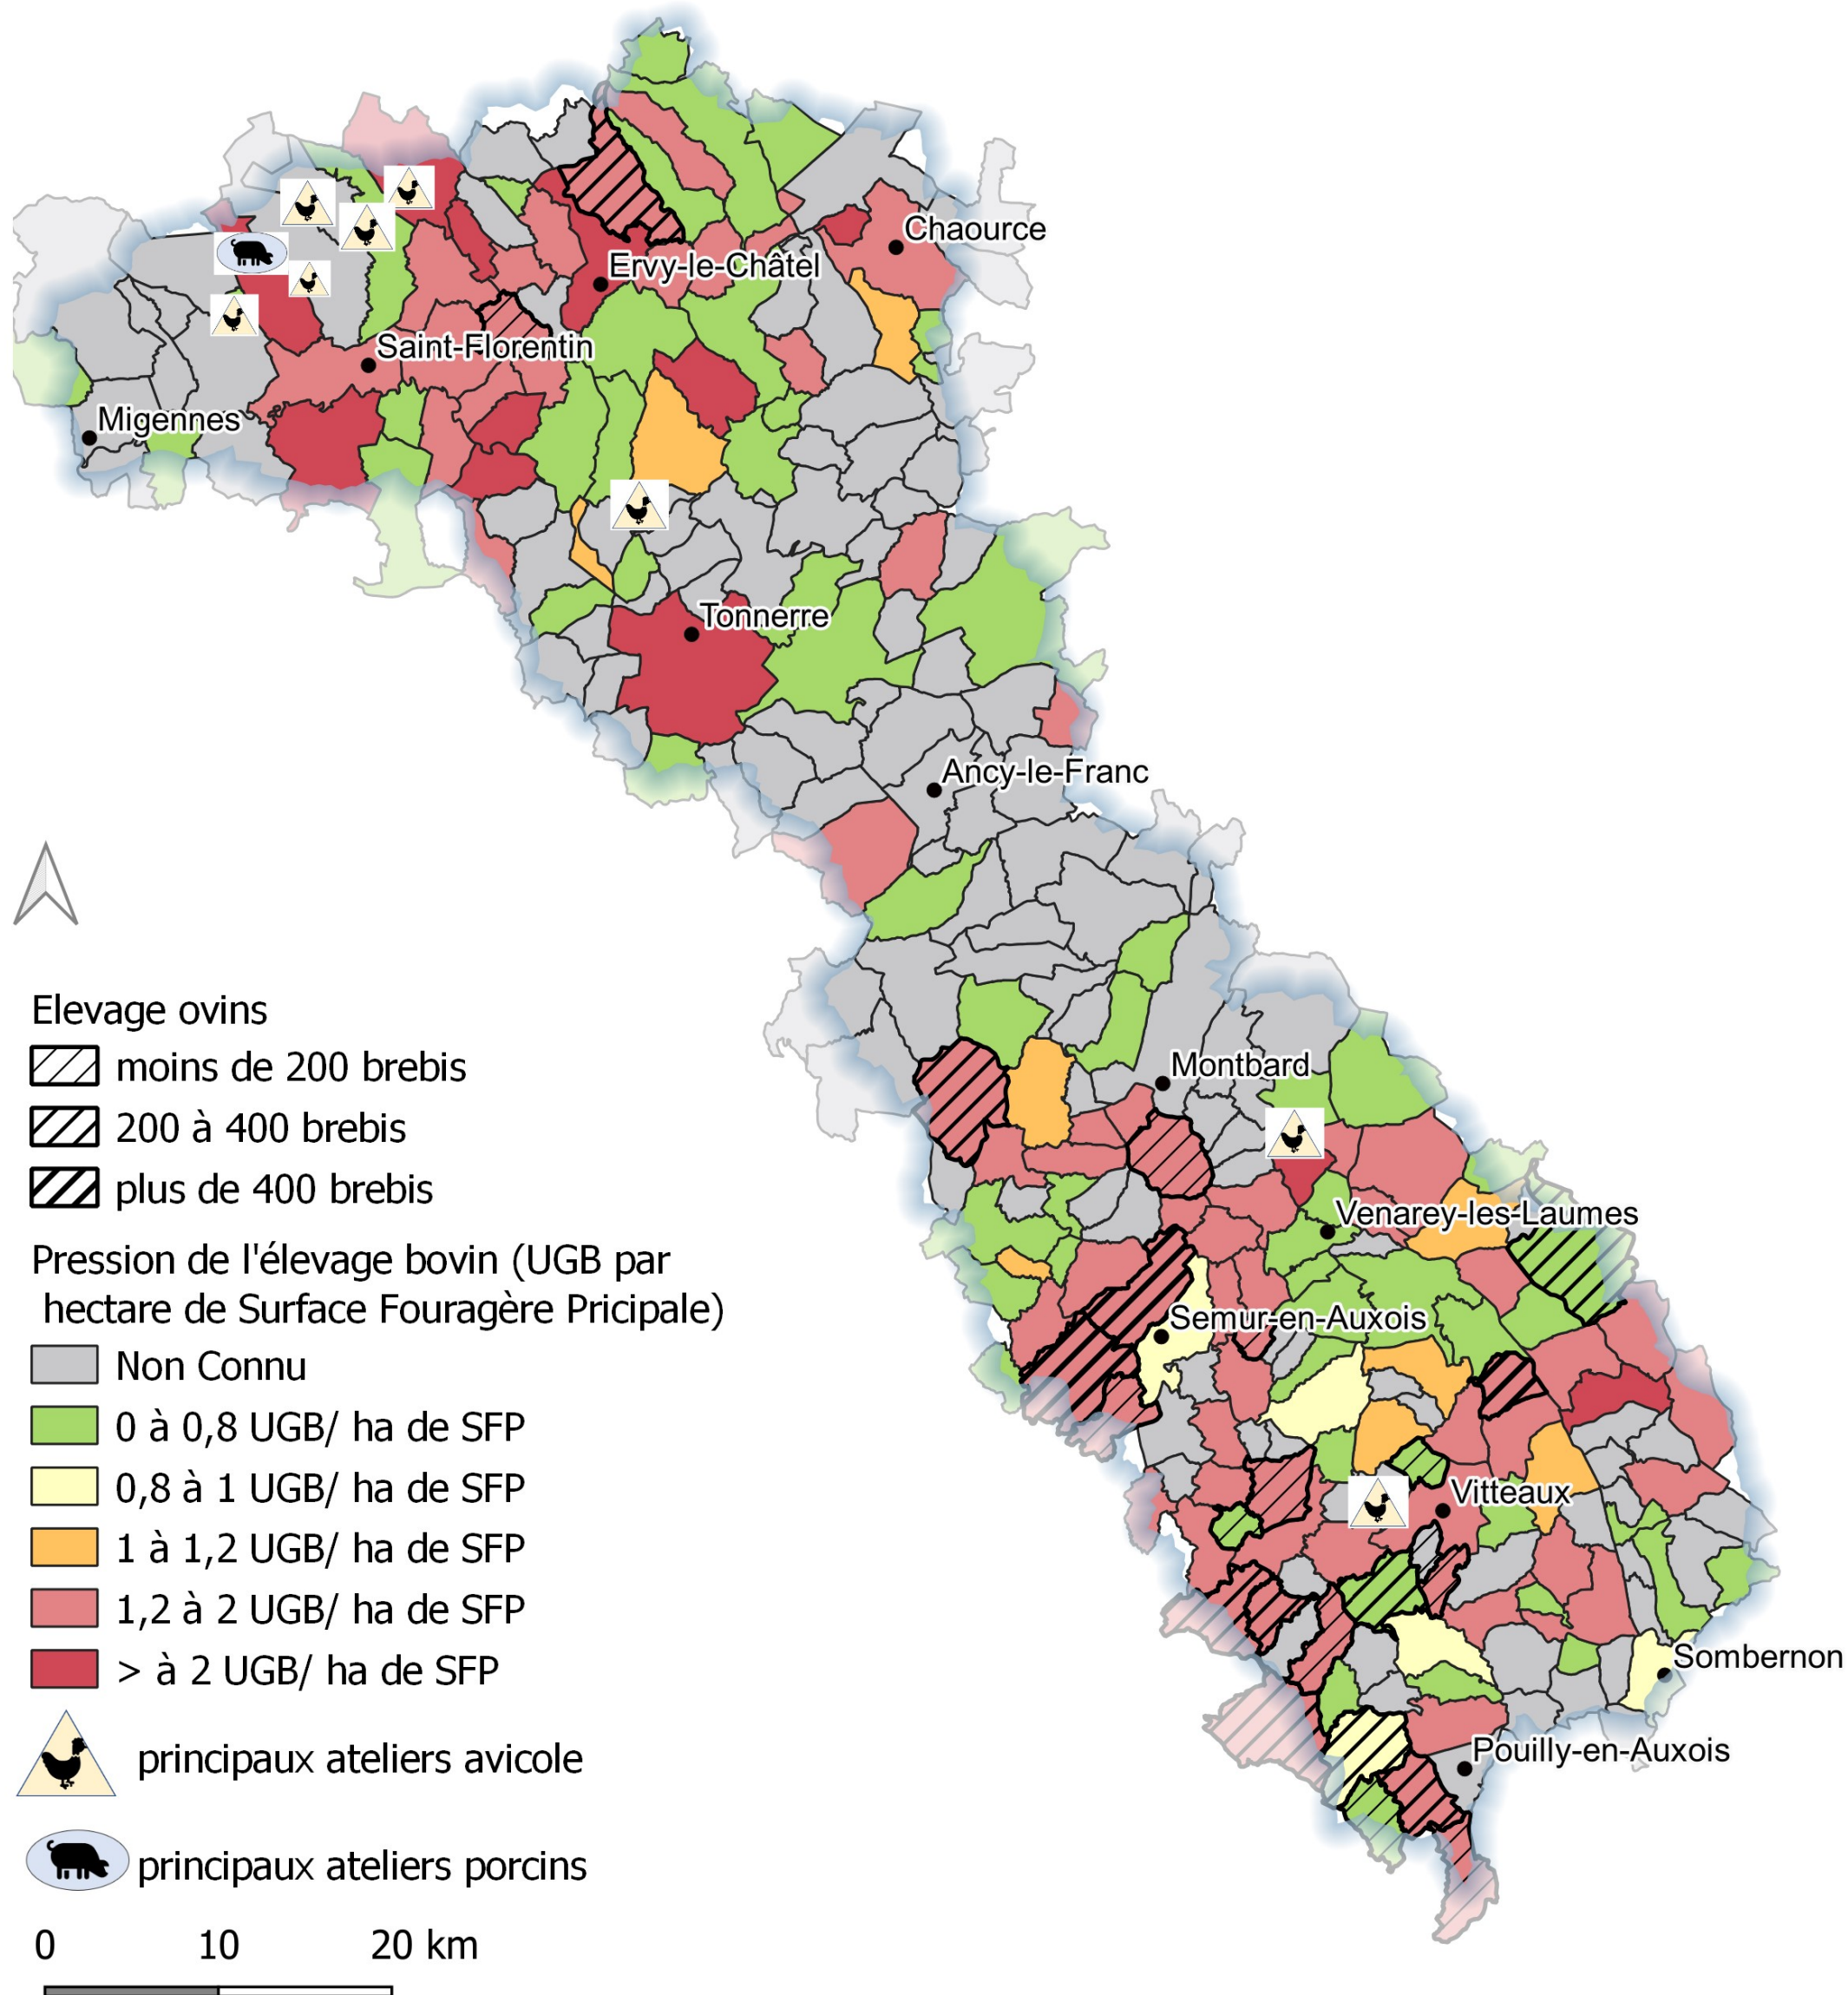 Chaource
Ervy-le-Châtel
Saint-Florentin
Migennes
Tonnerre
Ancy-le-Franc
Montbard
Venarey-les-Laumes
Semur-en-Auxois
Vitteaux
Sombernon
Pouilly-en-Auxois
Elevage ovins
moins de 200 brebis
200 à 400 brebis
plus de 400 brebis
Pression de l'élevage bovin (UGB par
hectare de Surface Fouragère Pricipale)
Non Connu
0 à 0,8 UGB/ ha de SFP
0,8 à 1 UGB/ ha de SFP
1 à 1,2 UGB/ ha de SFP
1,2 à 2 UGB/ ha de SFP
> à 2 UGB/ ha de SFP
principaux ateliers avicole
principaux ateliers porcins
0 10 20 km